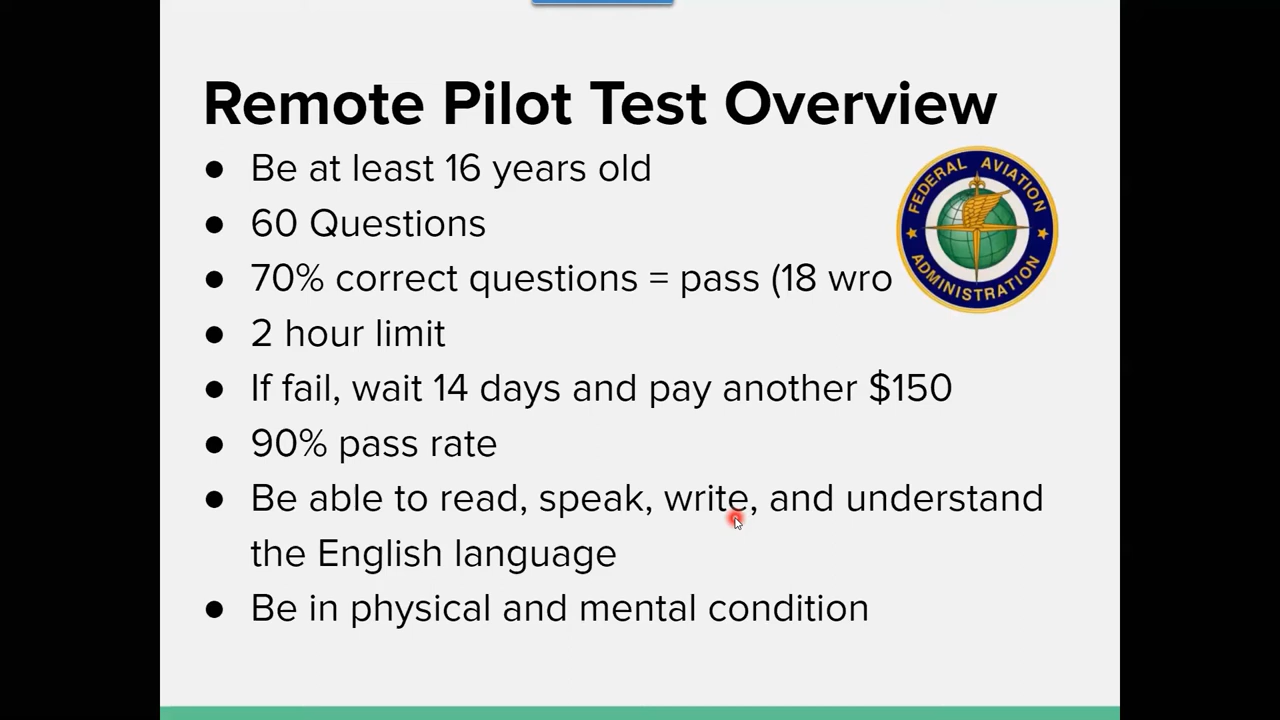 Remote Pilot Test Overview
● Be at least 16 years old
● 60 Questions
● 70% correct questions = pass (18 wro
● 2 hour limit
● If fail, wait 14 days and pay another $150
● 90% pass rate
● Be able to read, speak, write, and understand
the English language
● Be in physical and mental condition
FEDERAL AVIATION
ADMINISTRATION